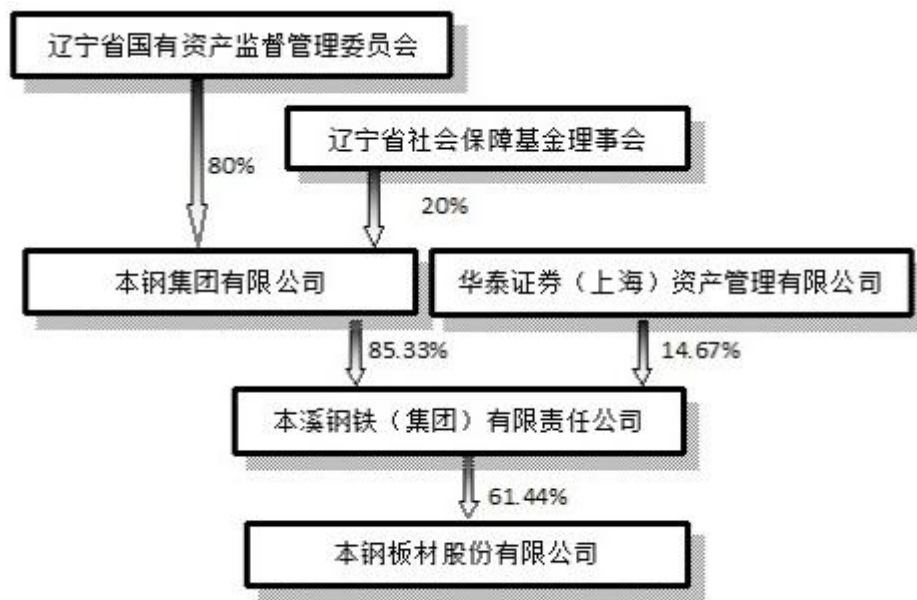 辽宁省国有资产监督管理委员会
辽宁省社会保障基金理事会
80%
20%
本钢集团有限公司
华泰证券（上海）资产管理有限公司
85.33%
14.67%
本溪钢铁（集团）有限责任公司
61.44%
本钢板材股份有限公司